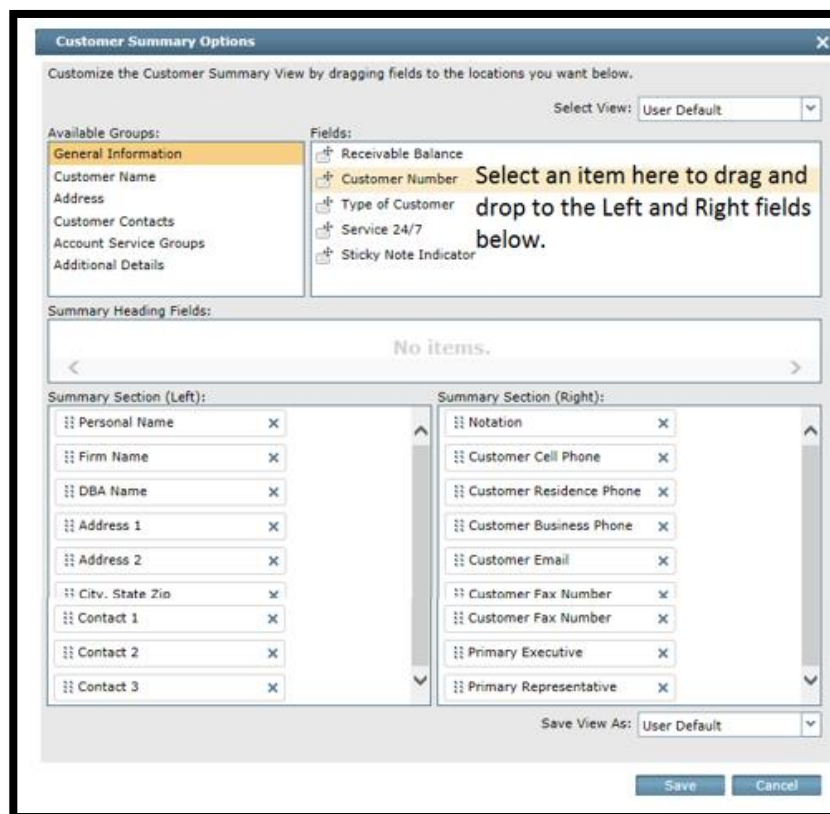 Customer Summary Options
Customize the Customer Summary View by dragging fields to the locations you want below.
Select View: User Default
Available Groups:
General Information
Customer Name
Address
Customer Contacts
Account Service Groups
Additional Details
Fields:
Receivable Balance
Customer Number
Type of Customer
Service 24/7
Sticky Note Indicator
Select an item here to drag and
drop to the Left and Right fields
below.
Summary Heading Fields:
No items.
Summary Section (Left):
Personal Name
Firm Name
DBA Name
Address 1
Address 2
City, State Zip
Contact 1
Contact 2
Contact 3
Summary Section (Right):
Notation
Customer Cell Phone
Customer Residence Phone
Customer Business Phone
Customer Email
Customer Fax Number
Customer Fax Number
Primary Executive
Primary Representative
Save View As: User Default
Save Cancel